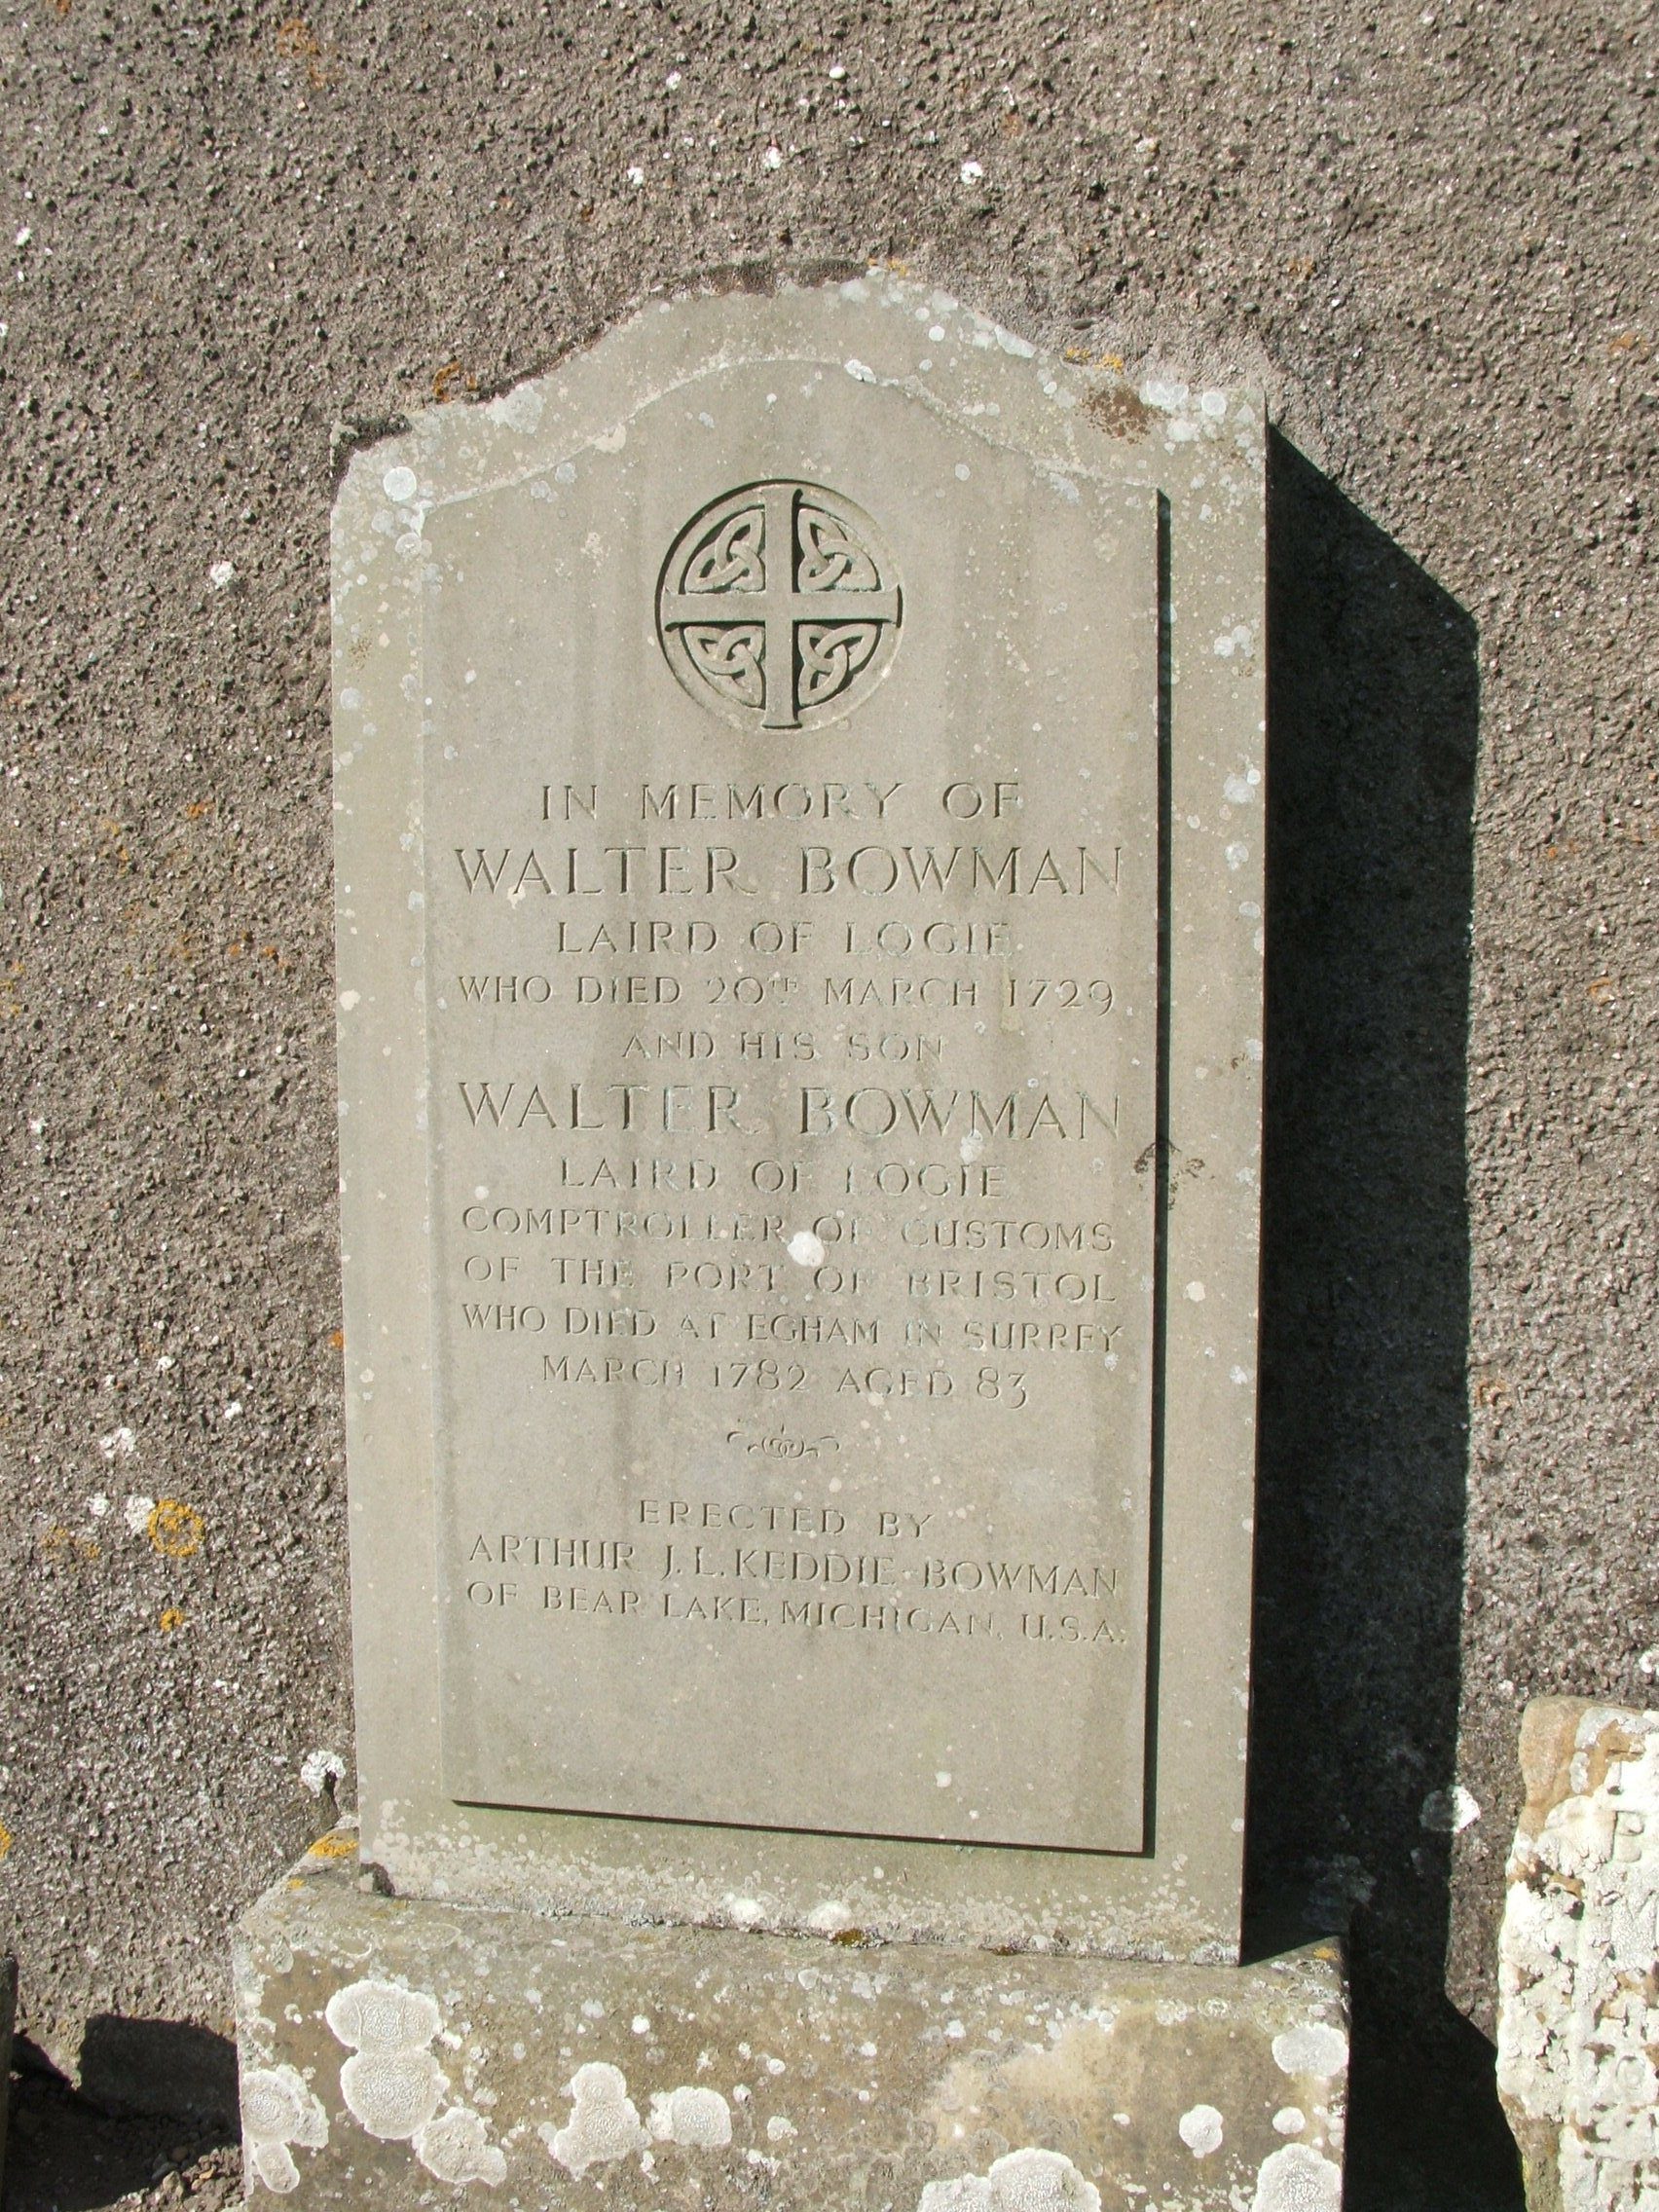 IN MEMORY OF
WALTER BOWMAN
LAIRD OF LOGIE
WHO DIED 20TH MARCH 1729
AND HIS SON
WALTER BOWMAN
LAIRD OF LOGIE
COMPTROLLER OF CUSTOMS
OF THE PORT OF BRISTOL
WHO DIED AT EGHAM IN SURREY
MARCH 1782 AGED 83
ERECTED BY
ARTHUR J. L. KEDDIE-BOWMAN
OF BEAR LAKE, MICHIGAN, U.S.A.